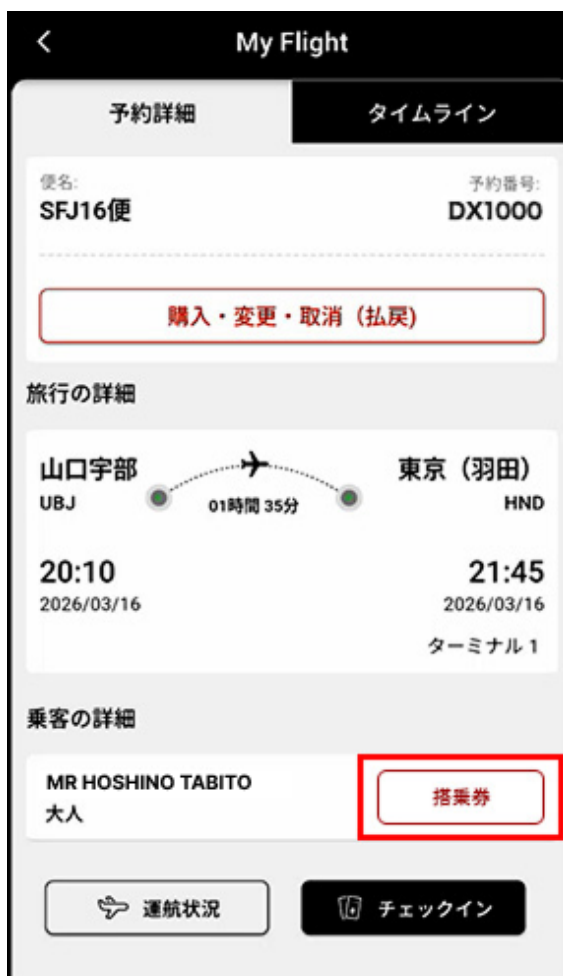 My Flight
予約詳細
タイムライン
便名:
予約番号:
SFJ16便
DX1000
購入・変更・取消（払戻)
旅行の詳細
山口宇部
東京（羽田）
UBJ
01時間 35分
HND
20:10
21:45
2026/03/16
2026/03/16
ターミナル 1
乗客の詳細
MR HOSHINO TABITO
大人
搭乗券
運航状況
チェックイン